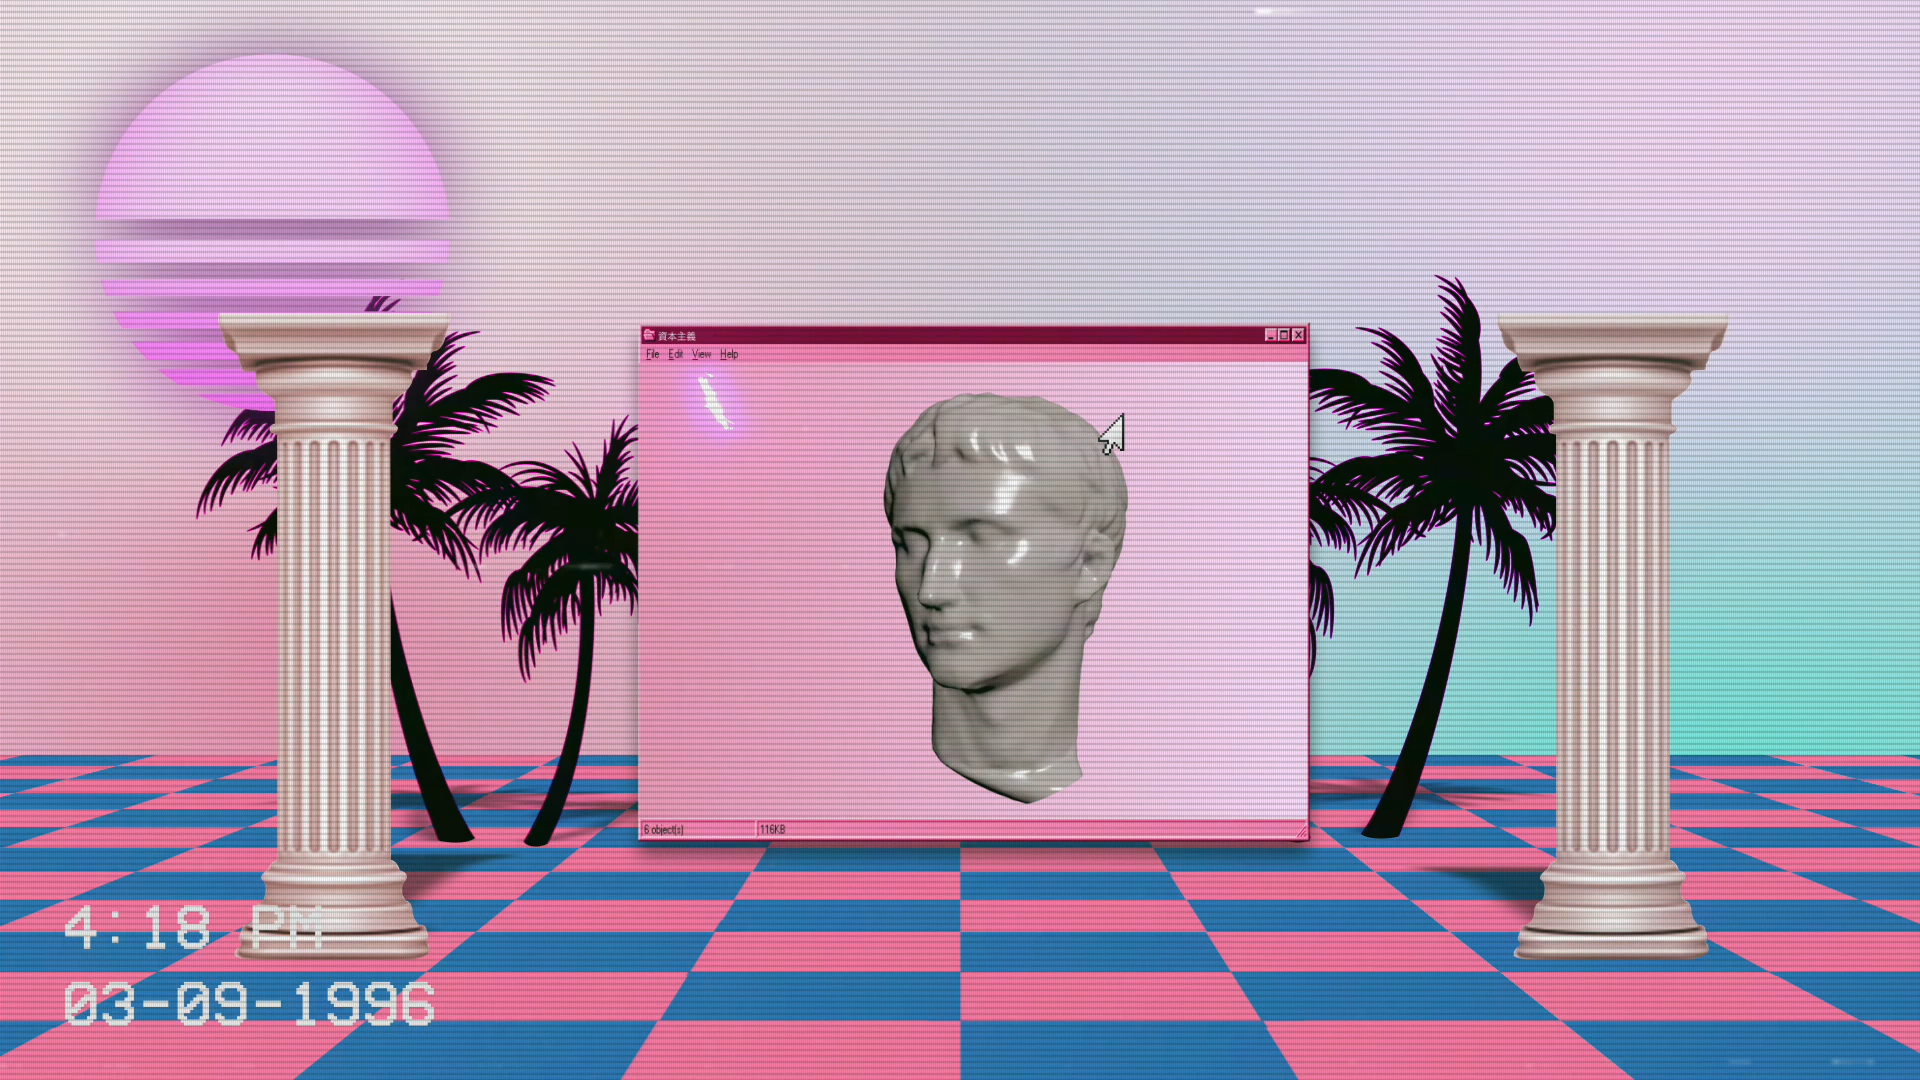 資本主義
File Edit View Help
6 object(s) 116KB
4:18 PM
03-09-1996